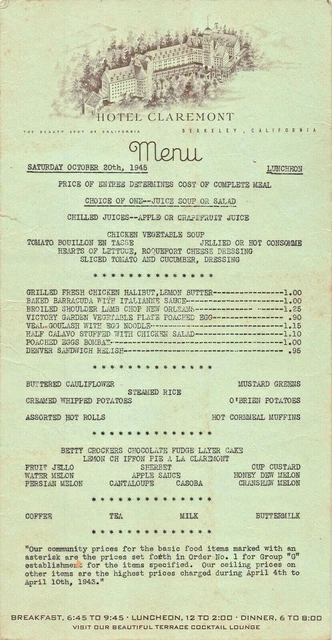 HOTEL CLAREMONT
THE BEAUTY SPOT OF CALIFORNIA
BERKELEY, CALIFORNIA
Menu
SATURDAY OCTOBER 20th, 1945 LUNCHEON
PRICE OF ENTREE DETERMINES COST OF COMPLETE MEAL
CHOICE OF ONE--JUICE SOUP OR SALAD
CHILLED JUICES--APPLE OR GRAPEFRUIT JUICE
CHICKEN VEGETABLE SOUP
TOMATO BOUILLON EN TASSE JELLIED OR HOT CONSOMME
HEARTS OF LETTUCE, ROQUEFORT CHEESE DRESSING
SLICED TOMATO AND CUCUMBER, DRESSING
GRILLED FRESH CHICKEN HALIBUT, LEMON BUTTER 1.00
BAKED BARRACUDA WITH ITALIANNE SAUCE 1.00
BROILED SHOULDER LAMB CHOP NEW ORLEANS 1.25
VICTORY GARDEN VEGETABLE PLATE POACHED EGG .90
VEAL GOULASH WITH EGG NOODLE 1.15
HALF CALAVO STUFFED WITH CHICKEN SALAD 1.10
POACHED EGGS BOMBAY 1.00
DENVER SANDWICH RELISH .95
BUTTERED CAULIFLOWER MUSTARD GREENS
STEAMED RICE
CREAMED WHIPPED POTATOES O'BRIEN POTATOES
ASSORTED HOT ROLLS HOT CORNMEAL MUFFINS
BETTY CROCKERS CHOCOLATE FUDGE LAYER CAKE
LEMON CH IFFON PIE A LA CLAREMONT
FRUIT JELLO SHERBET CUP CUSTARD
WATER MELON APPLE SAUCE HONEY DEW MELON
PERSIAN MELON CANTALOUPE CASOBA CRANSHAW MELON
COFFEE TEA MILK BUTTERMILK
"Our community prices for the basic food items marked with an
asterisk are the prices set forth in Order No. 1 for Group "G"
establishment for the items specified. Our ceiling prices on
other items are the highest prices charged during April 4th to
April 10th, 1943."
BREAKFAST, 6:45 TO 9:45 · LUNCHEON, 12 TO 2:00 · DINNER, 6 TO 8:00
VISIT OUR BEAUTIFUL TERRACE COCKTAIL LOUNGE